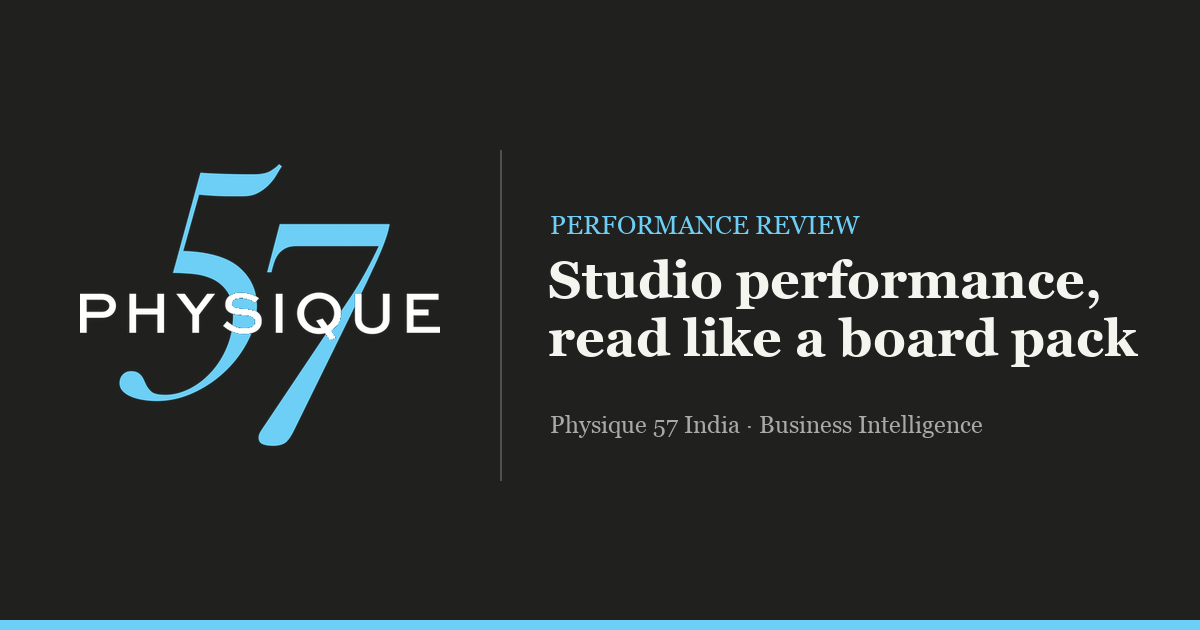 57
PHYSIQUE
PERFORMANCE REVIEW
Studio performance,
read like a board pack
Physique 57 India · Business Intelligence